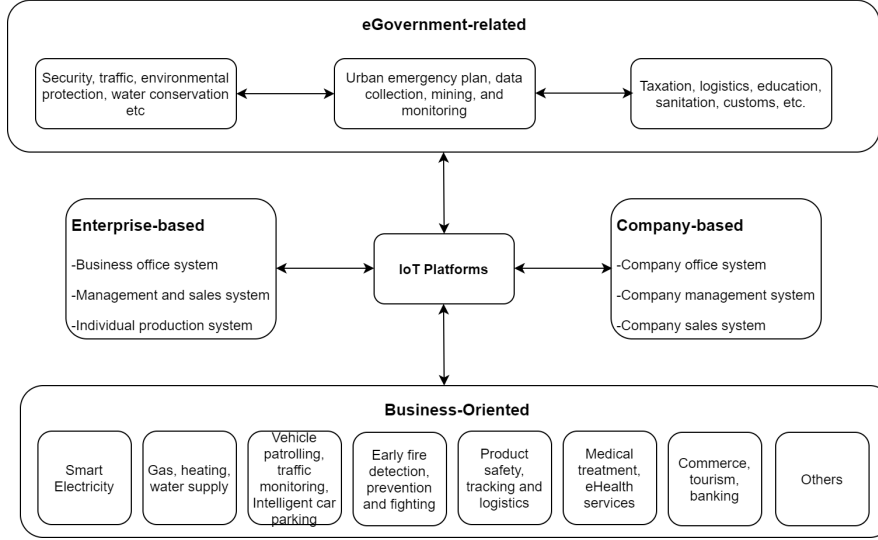 eGovernment-related
Security, traffic, environmental
protection, water conservation
etc
Urban emergency plan, data
collection, mining, and
monitoring
Taxation, logistics, education,
sanitation, customs, etc.
Enterprise-based
-Business office system
-Management and sales system
-Individual production system
IoT Platforms
Company-based
-Company office system
-Company management system
-Company sales system
Business-Oriented
Smart
Electricity
Gas, heating,
water supply
Vehicle
patrolling,
traffic
monitoring,
Intelligent car
parking
Early fire
detection,
prevention
and fighting
Product
safety,
tracking and
logistics
Medical
treatment,
eHealth
services
Commerce,
tourism,
banking
Others